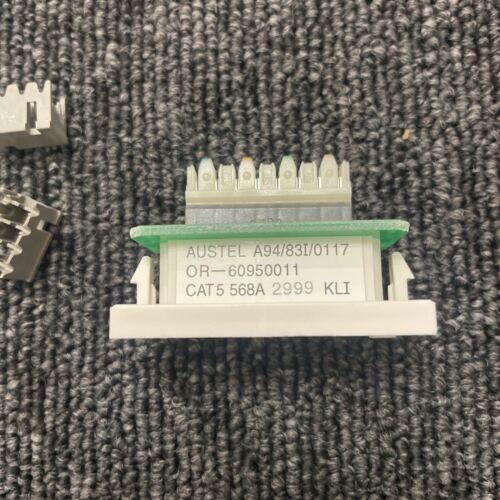 AUSTEL A94/83I/0117
OR-60950011
CAT5 568A 2999 KLI